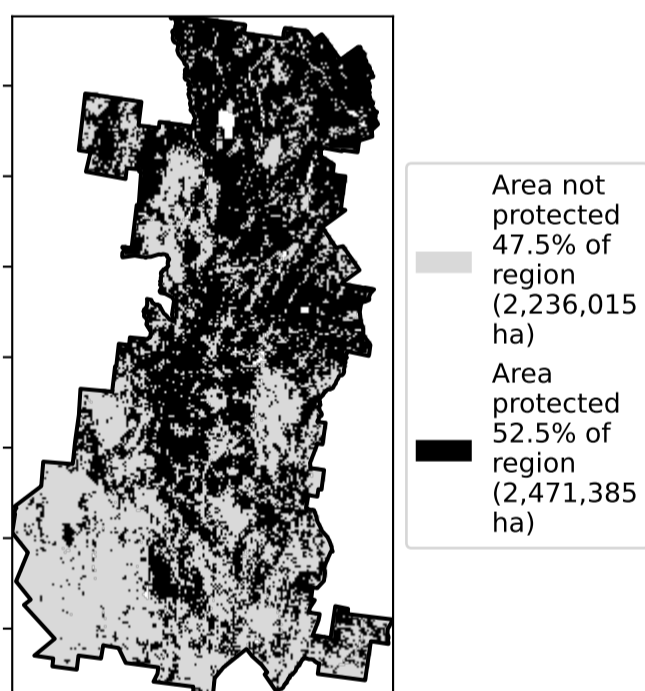 Area not
protected
47.5% of
region
(2,236,015
ha)
Area
protected
52.5% of
region
(2,471,385
ha)